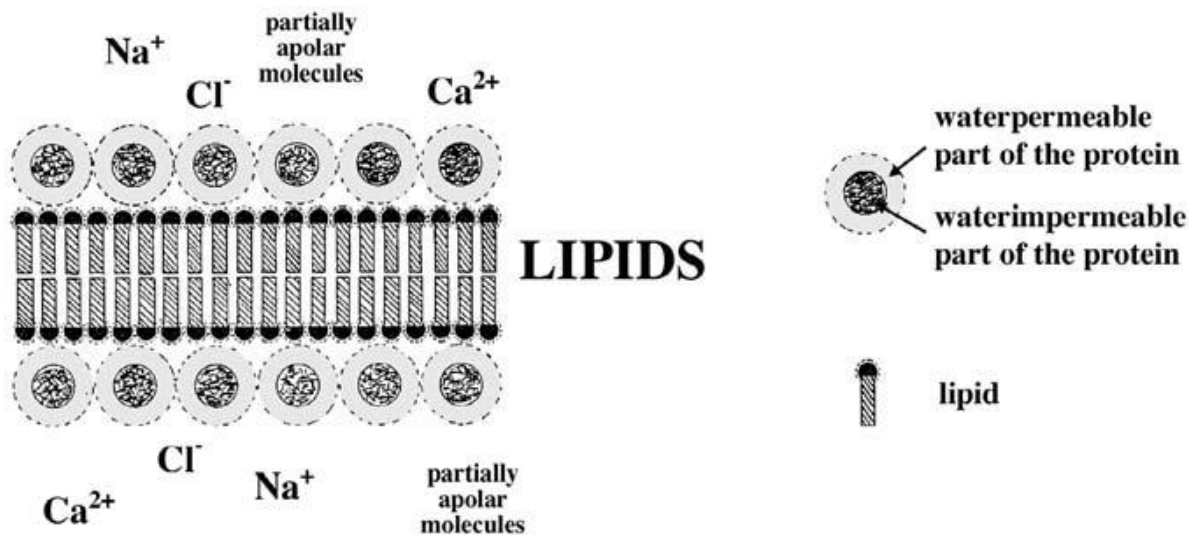 partially
apolar
molecules
Na⁺
Cl⁻
Ca²⁺
LIPIDS
Cl⁻
Na⁺
Ca²⁺
partially
apolar
molecules
waterpermeable
part of the protein
waterimpermeable
part of the protein
lipid